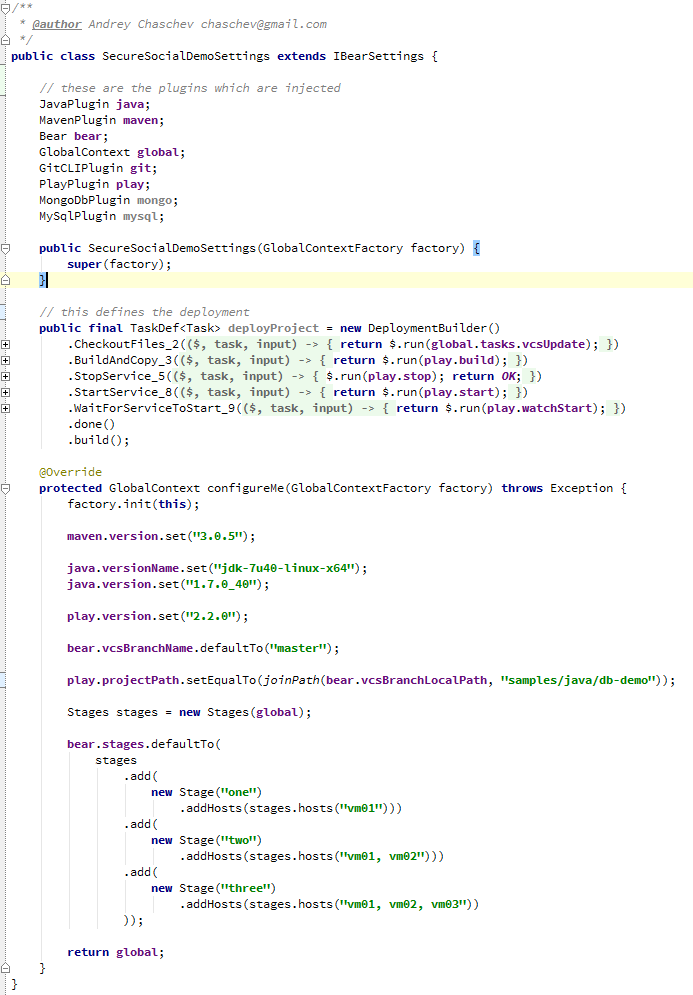 /**
 * @author Andrey Chaschev chaschev@gmail.com
 */
public class SecureSocialDemoSettings extends IBearSettings {

    // these are the plugins which are injected
    JavaPlugin java;
    MavenPlugin maven;
    Bear bear;
    GlobalContext global;
    GitCLIPlugin git;
    PlayPlugin play;
    MongoDbPlugin mongo;
    MySqlPlugin mysql;

    public SecureSocialDemoSettings(GlobalContextFactory factory) {
        super(factory);
    }

    // this defines the deployment
    public final TaskDef<Task> deployProject = new DeploymentBuilder()
        .CheckoutFiles_2(($, task, input) -> { return $.run(global.tasks.vcsUpdate); })
        .BuildAndCopy_3(($, task, input) -> { return $.run(play.build); })
        .StopService_5(($, task, input) -> { $.run(play.stop); return OK; })
        .StartService_8(($, task, input) -> { return $.run(play.start); })
        .WaitForServiceToStart_9(($, task, input) -> { return $.run(play.watchStart); })
        .done()
        .build();

    @Override
    protected GlobalContext configureMe(GlobalContextFactory factory) throws Exception {
        factory.init(this);

        maven.version.set("3.0.5");

        java.versionName.set("jdk-7u40-linux-x64");
        java.version.set("1.7.0_40");

        play.version.set("2.2.0");

        bear.vcsBranchName.defaultTo("master");

        play.projectPath.setEqualTo(joinPath(bear.vcsBranchLocalPath, "samples/java/db-demo"));

        Stages stages = new Stages(global);

        bear.stages.defaultTo(
            stages
                .add(
                    new Stage("one")
                        .addHosts(stages.hosts("vm01")))
                .add(
                    new Stage("two")
                        .addHosts(stages.hosts("vm01, vm02")))
                .add(
                    new Stage("three")
                        .addHosts(stages.hosts("vm01, vm02, vm03"))
                ));

        return global;
    }
}